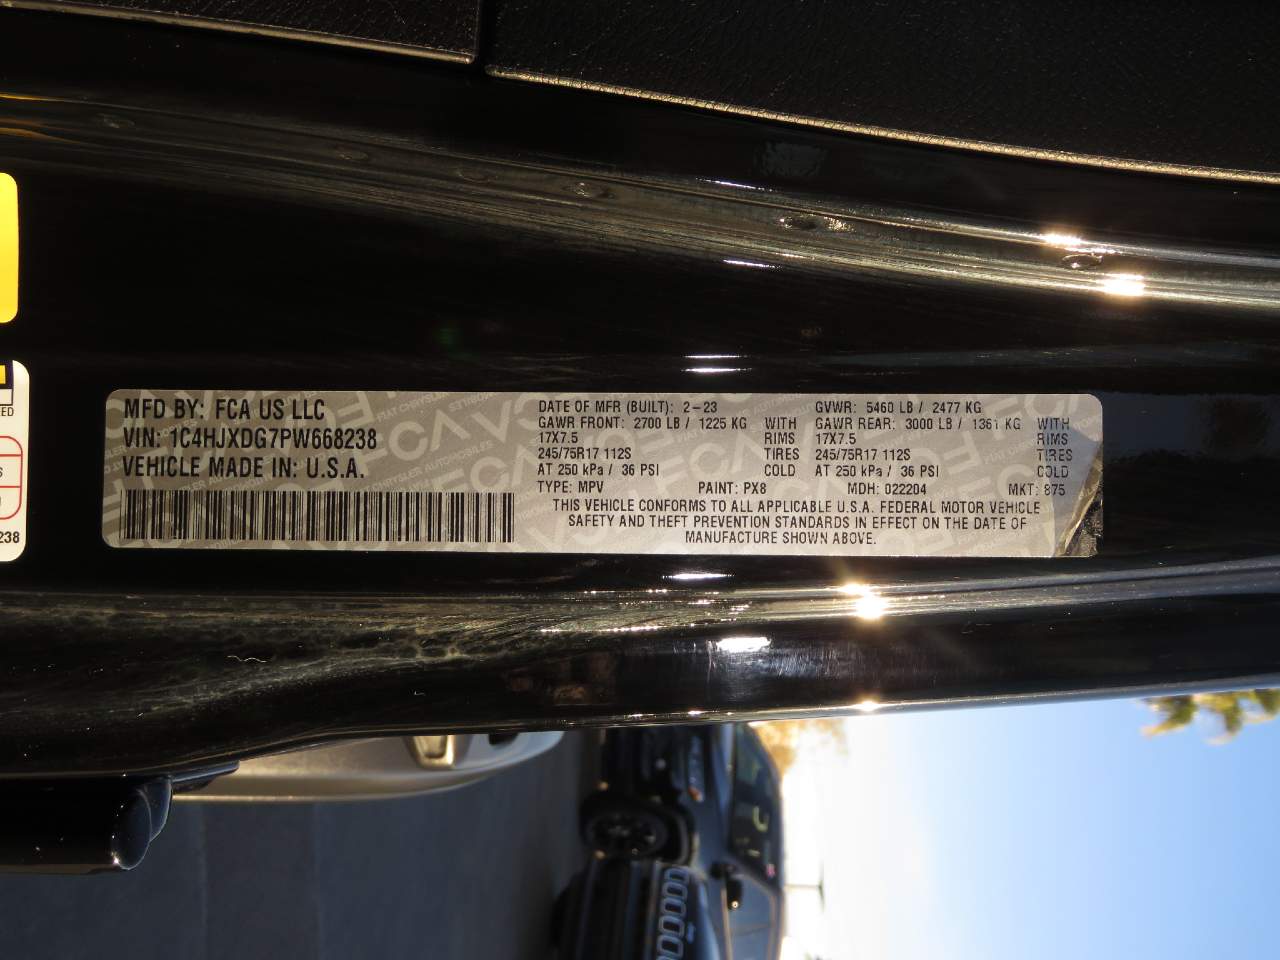 MFD BY: FCA US LLC
VIN: 1C4HJXDG7PW668238
VEHICLE MADE IN: U.S.A.
DATE OF MFR (BUILT): 2-23
GAWR FRONT: 2700 LB / 1225 KG WITH
17X7.5 RIMS
245/75R17 112S TIRES
AT 250 kPa / 36 PSI COLD
GVWR: 5460 LB / 2477 KG
GAWR REAR: 3000 LB / 1361 KG WITH
17X7.5 RIMS
245/75R17 112S TIRES
AT 250 kPa / 36 PSI COLD
TYPE: MPV PAINT: PX8 MDH: 022204 MKT: 875
THIS VEHICLE CONFORMS TO ALL APPLICABLE U.S.A. FEDERAL MOTOR VEHICLE
SAFETY AND THEFT PREVENTION STANDARDS IN EFFECT ON THE DATE OF
MANUFACTURE SHOWN ABOVE.
238